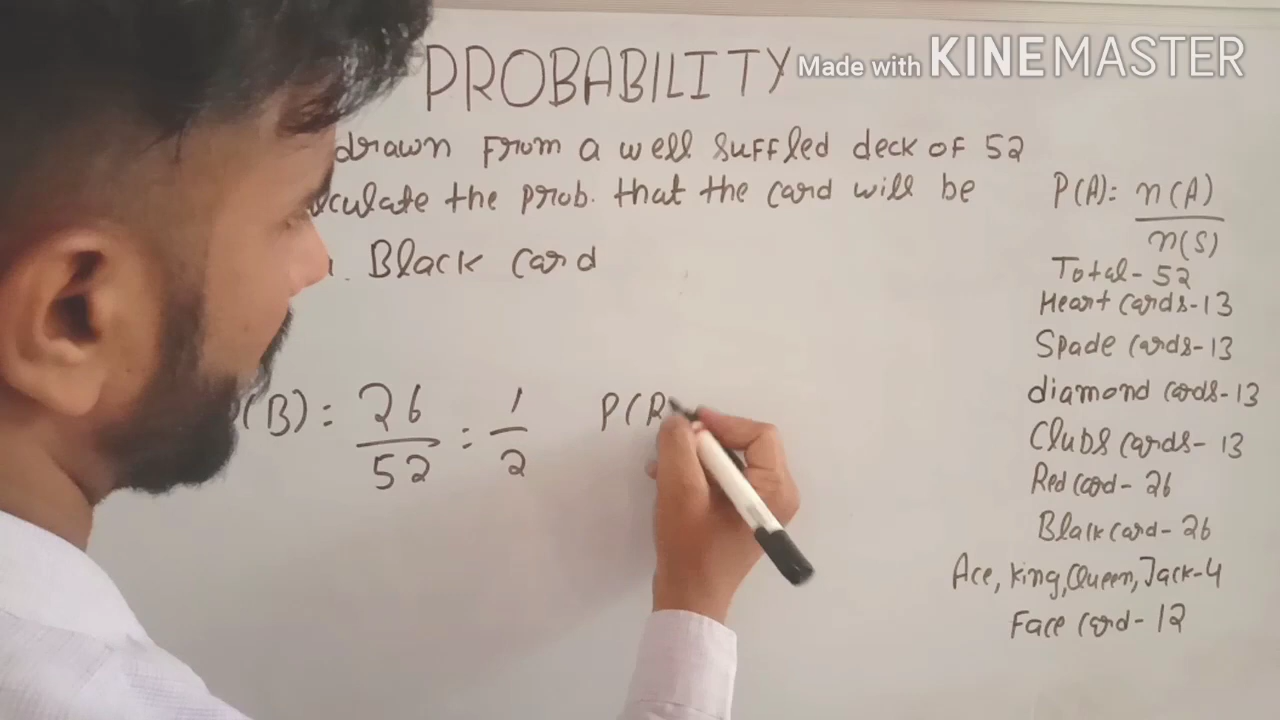 PROBABILITY
Made with KINEMASTER
drawn From a well suffled deck of 52
the prob. that the card will be
Black card
(B): 26/52 : 1/2
P(R
P(A): n(A)/n(S)
Total- 52
Heart cards-13
Spade cards-13
diamond cards-13
Clubs cards- 13
Red card- 26
Black card- 26
Ace, King, Queen, Jack-4
Face card- 12